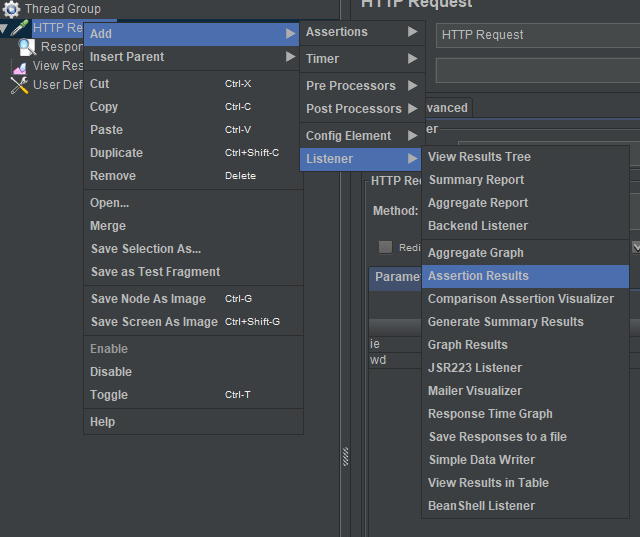 Thread Group
HTTP Re
Respon
View Res
User Def
Add
Insert Parent
Cut Ctrl-X
Copy Ctrl-C
Paste Ctrl-V
Duplicate Ctrl+Shift-C
Remove Delete
Open...
Merge
Save Selection As...
Save as Test Fragment
Save Node As Image Ctrl-G
Save Screen As Image Ctrl+Shift-G
Enable
Disable
Toggle Ctrl-T
Help
Assertions
Timer
Pre Processors
Post Processors
Config Element
Listener
View Results Tree
Summary Report
Aggregate Report
Backend Listener
Aggregate Graph
Assertion Results
Comparison Assertion Visualizer
Generate Summary Results
Graph Results
JSR223 Listener
Mailer Visualizer
Response Time Graph
Save Responses to a file
Simple Data Writer
View Results in Table
BeanShell Listener
HTTP Request
HTTP Request
vanced
er
HTTP Req
Method:
Redi
Paramet
ie
wd